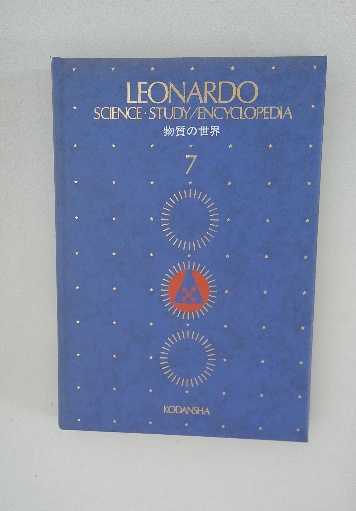 LEONARDO
SCIENCE・STUDY/ENCYCLOPEDIA
物質の世界
7
KODANSHA